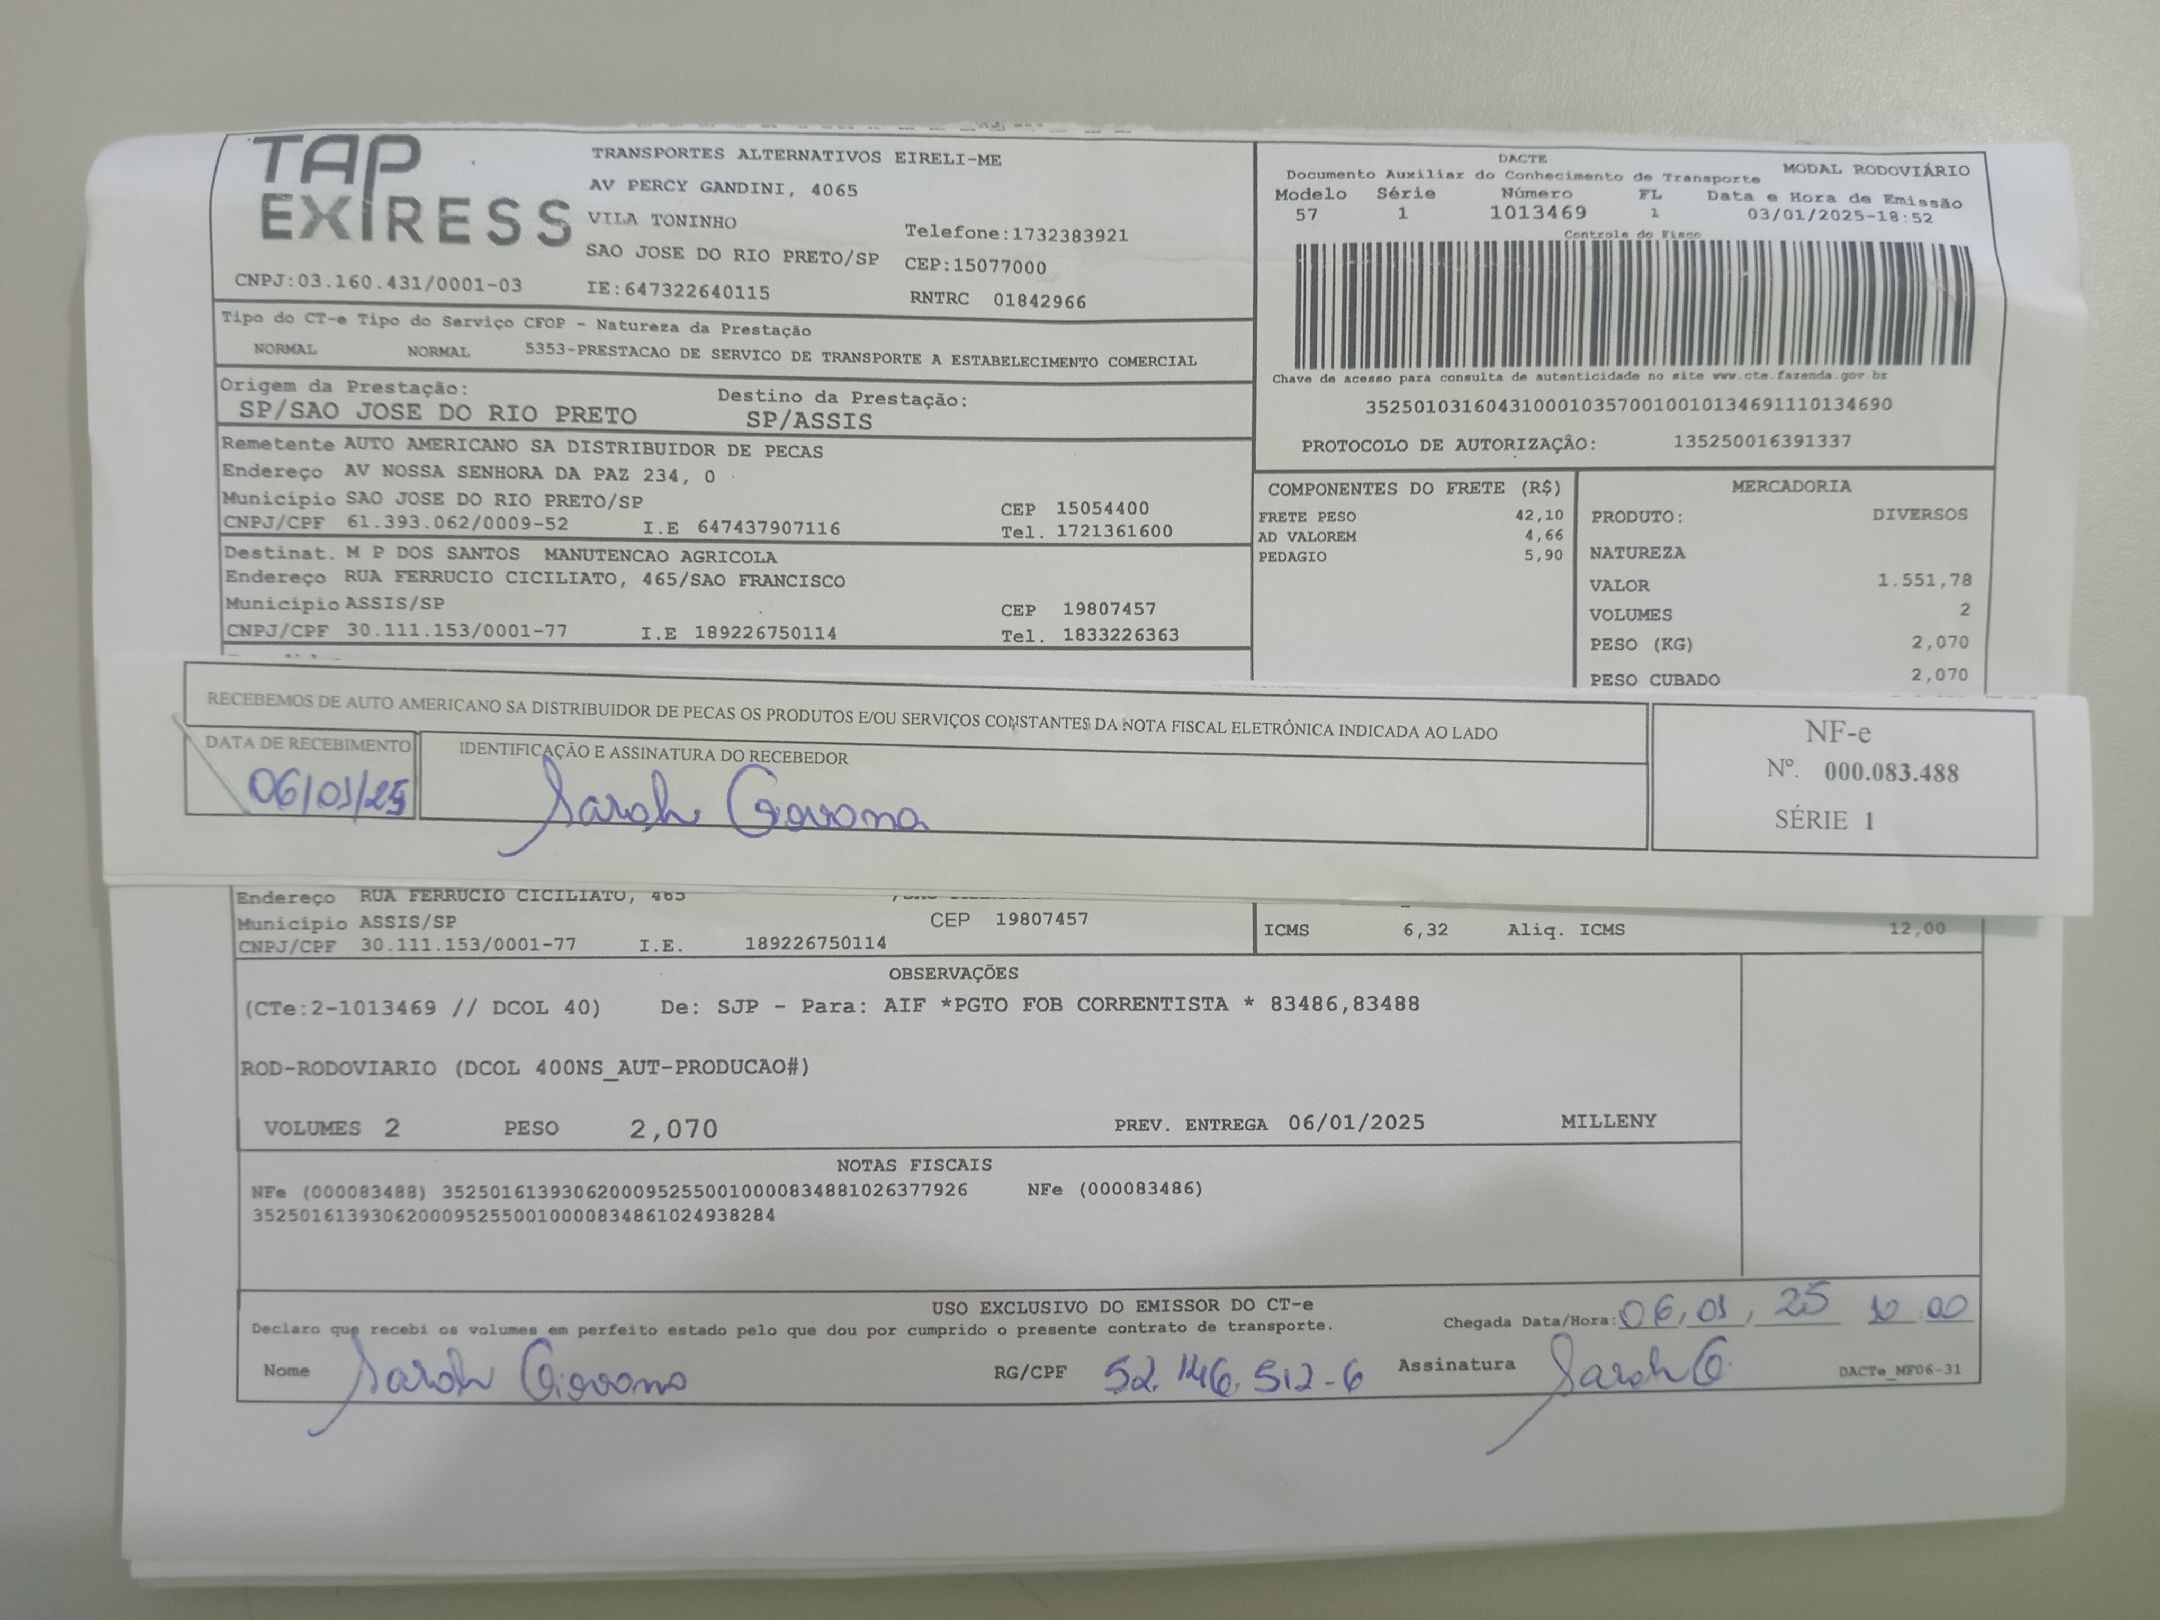 TAP
EXPRESS
TRANSPORTES ALTERNATIVOS EIRELI-ME
AV PERCY GANDINI, 4065
VILA TONINHO
Telefone:1732383921
SAO JOSE DO RIO PRETO/SP CEP:15077000
CNPJ:03.160.431/0001-03 IE:647322640115 RNTRC 01842966
DACTE
Documento Auxiliar do Conhecimento de Transporte MODAL RODOVIÁRIO
Modelo Série Número FL Data e Hora de Emissão
57 1 1013469 1 03/01/2025-18:52
Controle do Fisco
Chave de acesso para consulta de autenticidade no site www.cte.fazenda.gov.br
35250103160431000103570010010134691110134690
PROTOCOLO DE AUTORIZAÇÃO: 135250016391337
Tipo do CT-e Tipo do Serviço CFOP - Natureza da Prestação
NORMAL NORMAL 5353-PRESTACAO DE SERVICO DE TRANSPORTE A ESTABELECIMENTO COMERCIAL
Origem da Prestação: Destino da Prestação:
SP/SAO JOSE DO RIO PRETO SP/ASSIS
Remetente AUTO AMERICANO SA DISTRIBUIDOR DE PECAS
Endereço AV NOSSA SENHORA DA PAZ 234, 0
Município SAO JOSE DO RIO PRETO/SP CEP 15054400
CNPJ/CPF 61.393.062/0009-52 I.E 647437907116 Tel. 1721361600
Destinat. M P DOS SANTOS MANUTENCAO AGRICOLA
Endereço RUA FERRUCIO CICILIATO, 465/SAO FRANCISCO
Município ASSIS/SP CEP 19807457
CNPJ/CPF 30.111.153/0001-77 I.E 189226750114 Tel. 1833226363
COMPONENTES DO FRETE (R$)
FRETE PESO 42,10
AD VALOREM 4,66
PEDAGIO 5,90
MERCADORIA
PRODUTO: DIVERSOS
NATUREZA
VALOR 1.551,78
VOLUMES 2
PESO (KG) 2,070
PESO CUBADO 2,070
RECEBEMOS DE AUTO AMERICANO SA DISTRIBUIDOR DE PECAS OS PRODUTOS E/OU SERVIÇOS CONSTANTES DA NOTA FISCAL ELETRÔNICA INDICADA AO LADO
DATA DE RECEBIMENTO IDENTIFICAÇÃO E ASSINATURA DO RECEBEDOR
06/01/25 Sarah Giovana
NF-e
Nº. 000.083.488
SÉRIE 1
Endereço RUA FERRUCIO CICILIATO, 465
Município ASSIS/SP CEP 19807457
CNPJ/CPF 30.111.153/0001-77 I.E. 189226750114
ICMS 6,32 Aliq. ICMS 12,00
OBSERVAÇÕES
(CTe:2-1013469 // DCOL 40) De: SJP - Para: AIF *PGTO FOB CORRENTISTA * 83486,83488
ROD-RODOVIARIO (DCOL 400NS_AUT-PRODUCAO#)
VOLUMES 2 PESO 2,070 PREV. ENTREGA 06/01/2025 MILLENY
NOTAS FISCAIS
NFe (000083488) 35250161393062000952550010000834881026377926 NFe (000083486)
35250161393062000952550010000834861024938284
USO EXCLUSIVO DO EMISSOR DO CT-e
Declaro que recebi os volumes em perfeito estado pelo que dou por cumprido o presente contrato de transporte. Chegada Data/Hora: 06, 01, 25 10:00
Nome Sarah Giovana RG/CPF 52.146.512-6 Assinatura Sarah G. DACTe_MF06-31